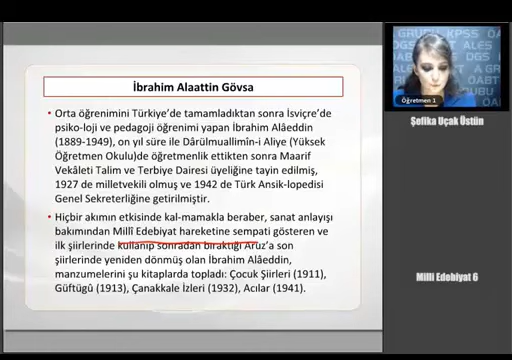 İbrahim Alaattin Gövsa
• Orta öğrenimini Türkiye'de tamamladıktan sonra İsviçre'de
psiko-loji ve pedagoji öğrenimi yapan İbrahim Alâeddin
(1889-1949), on yıl süre ile Dârülmuallimîn-i Aliye (Yüksek
Öğretmen Okulu)de öğretmenlik ettikten sonra Maarif
Vekâleti Talim ve Terbiye Dairesi üyeliğine tayin edilmiş,
1927 de milletvekili olmuş ve 1942 de Türk Ansik-lopedisi
Genel Sekreterliğine getirilmiştir.
• Hiçbir akımın etkisinde kal-mamakla beraber, sanat anlayışı
bakımından Millî Edebiyat hareketine sempati gösteren ve
ilk şiirlerinde kullanıp sonradan bıraktığı Aruz'a son
şiirlerinde yeniden dönmüş olan İbrahim Alâeddin,
manzumelerini şu kitaplarda topladı: Çocuk Şiirleri (1911),
Güftügû (1913), Çanakkale İzleri (1932), Acılar (1941).
GRUBU KPSS ÖABT
DGS ALES
Öğretmen 1
Şefika Uçak Üstün
Milli Edebiyat 6